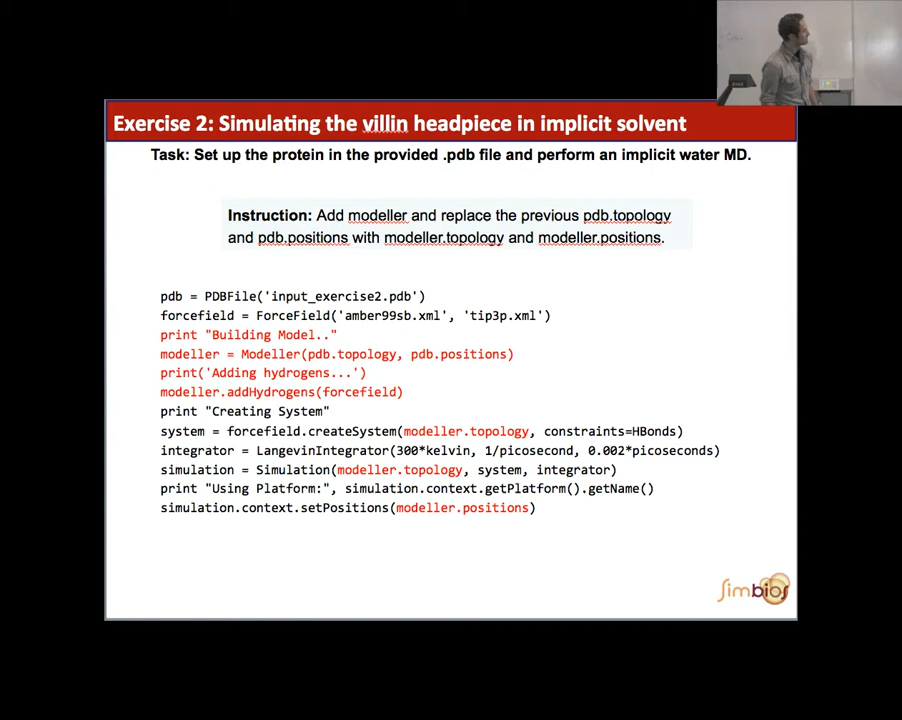 Exercise 2: Simulating the villin headpiece in implicit solvent
Task: Set up the protein in the provided .pdb file and perform an implicit water MD.
Instruction: Add modeller and replace the previous pdb.topology
and pdb.positions with modeller.topology and modeller.positions.
pdb = PDBFile('input_exercise2.pdb')
forcefield = ForceField('amber99sb.xml', 'tip3p.xml')
print "Building Model.."
modeller = Modeller(pdb.topology, pdb.positions)
print('Adding hydrogens...')
modeller.addHydrogens(forcefield)
print "Creating System"
system = forcefield.createSystem(modeller.topology, constraints=HBonds)
integrator = LangevinIntegrator(300*kelvin, 1/picosecond, 0.002*picoseconds)
simulation = Simulation(modeller.topology, system, integrator)
print "Using Platform:", simulation.context.getPlatform().getName()
simulation.context.setPositions(modeller.positions)
Simbios